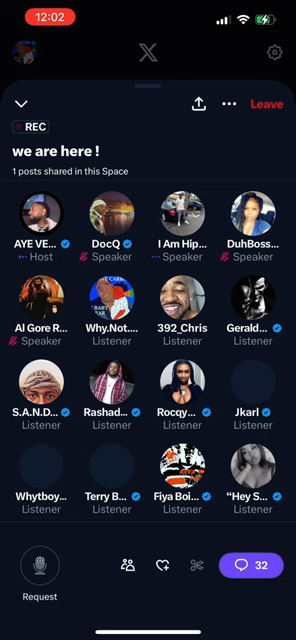 12:02
Leave
REC
we are here !
1 posts shared in this Space
AYE VE... DocQ I Am Hip... DuhBoss...
Host Speaker Speaker Speaker
Al Gore R... Why.Not.... 392_Chris Gerald...
Speaker Listener Listener Listener
S.A.N.D... Rashad... Rocqy... Jkarl
Listener Listener Listener Listener
Whytboy... Terry B... Fiya Boi... “Hey S...
Listener Listener Listener Listener
32
Request